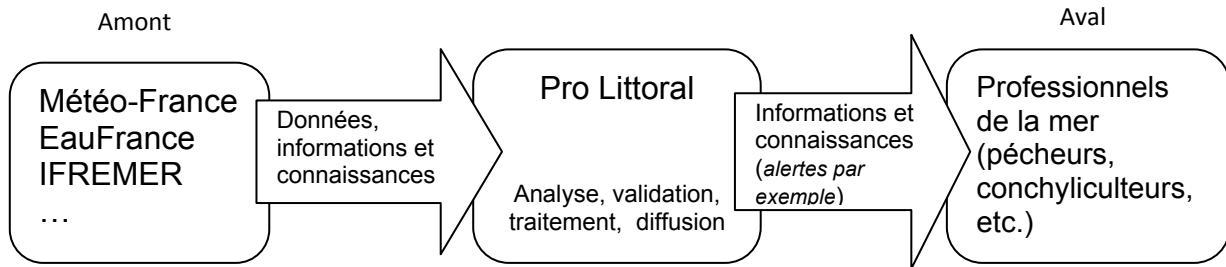 Amont
Aval
Météo-France
EauFrance
IFREMER
…
Données,
informations et
connaissances
Pro Littoral
Analyse, validation,
traitement, diffusion
Informations et
connaissances
(alertes par
exemple)
Professionnels
de la mer
(pécheurs,
conchyliculteurs,
etc.)